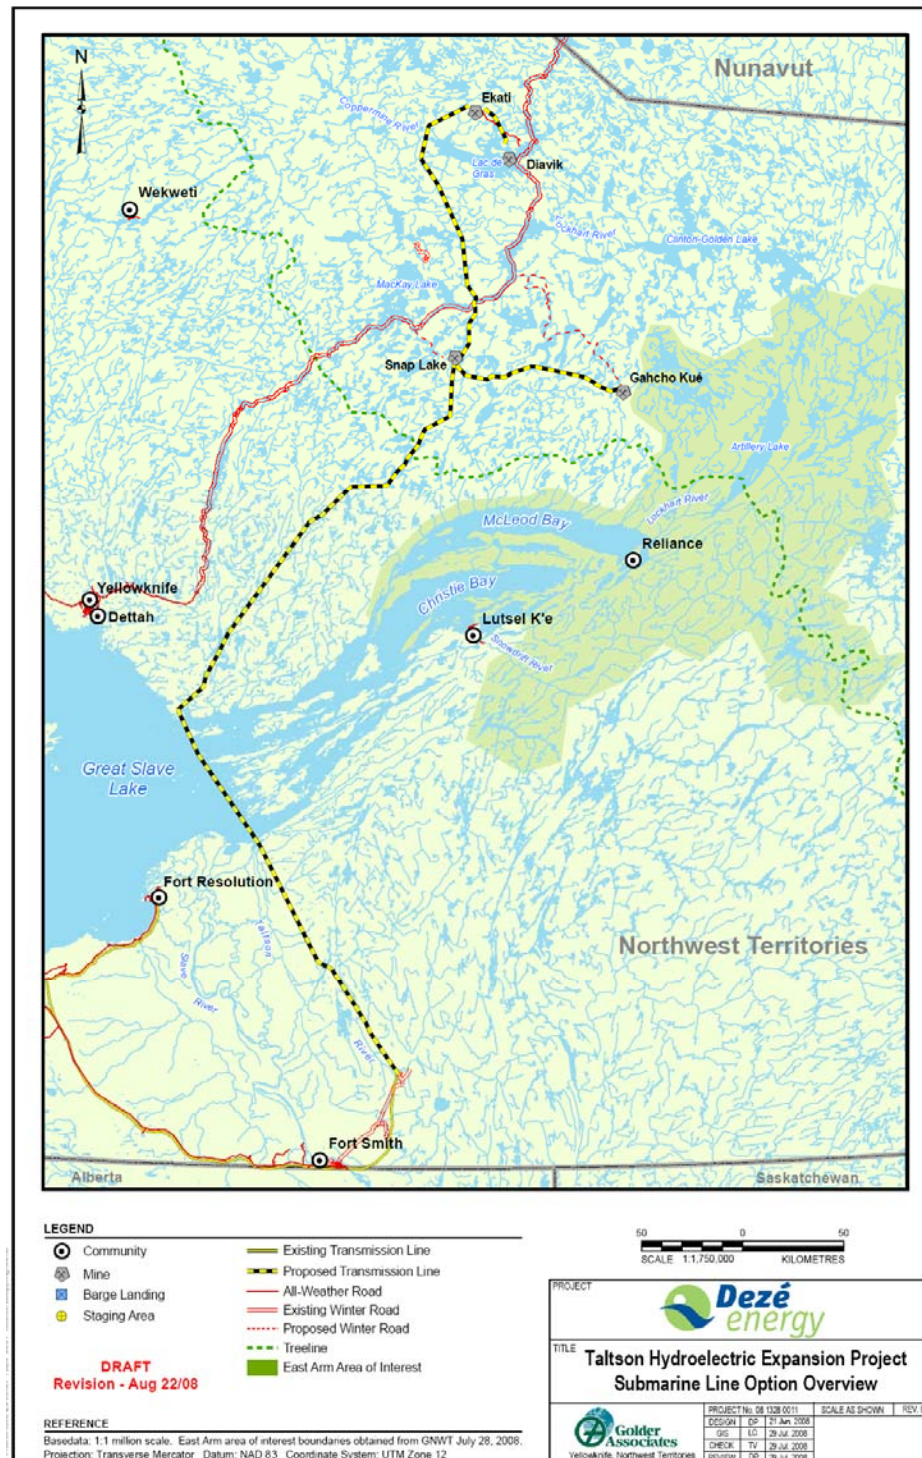 N
Nunavut
Ekati
Coppermine River
Lac de
Gras
Diavik
Wekweti
Lockhart River
Clinton-Golden Lake
MacKay Lake
Snap Lake
Gahcho Kué
Artillery Lake
McLeod Bay
Lockhart River
Reliance
Christie Bay
Yellowknife
Dettah
Lutsel K'e
Snowdrift River
Great Slave
Lake
Fort Resolution
Taltson
Northwest Territories
Slave
River
River
Fort Smith
Alberta
Saskatchewan
LEGEND
Community
Mine
Barge Landing
Staging Area
Existing Transmission Line
Proposed Transmission Line
All-Weather Road
Existing Winter Road
Proposed Winter Road
Treeline
East Arm Area of Interest
DRAFT
Revision - Aug 22/08
REFERENCE
Basedata: 1:1 million scale. East Arm area of interest boundaries obtained from GNWT July 28, 2008.
Projection: Transverse Mercator Datum: NAD 83 Coordinate System: UTM Zone 12
50 0 50
SCALE 1:1,750,000 KILOMETRES
PROJECT
Dezé
energy
TITLE
Taltson Hydroelectric Expansion Project
Submarine Line Option Overview
Golder
Associates
Yellowknife, Northwest Territories
PROJECT No. 08 1328 0011 SCALE AS SHOWN REV.
DESIGN DP 21 Jun. 2008
GIS LC 29 Jul. 2008
CHECK TV 29 Jul. 2008
REVIEW DP 29 Jul. 2008